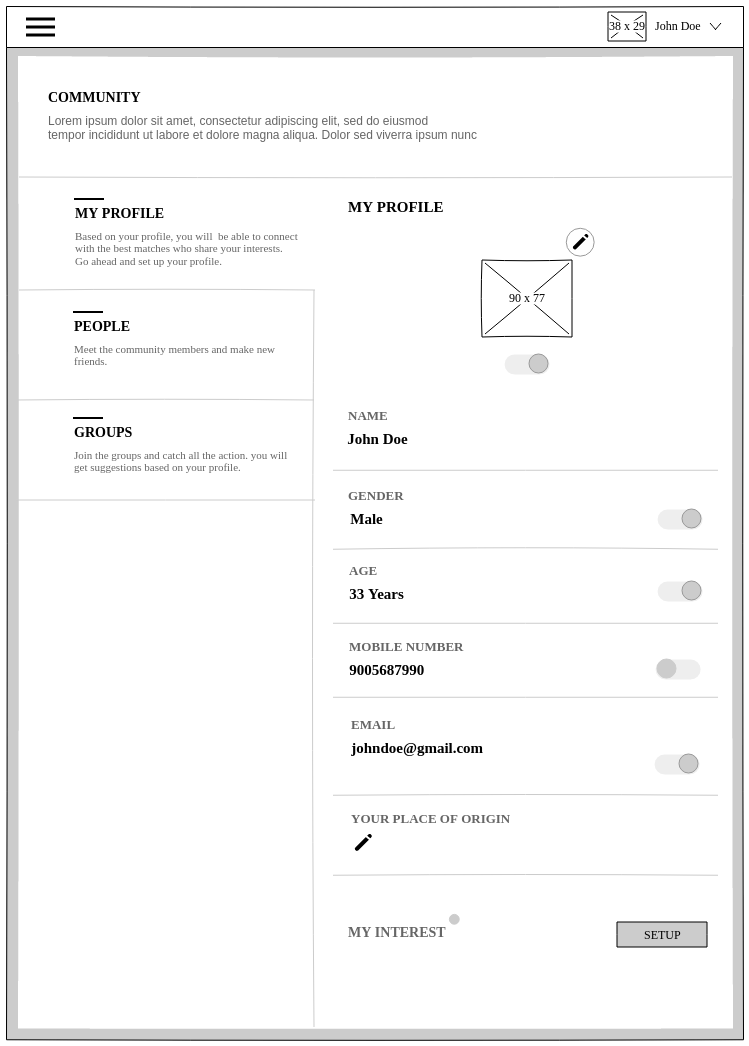 38 x 29 John Doe
COMMUNITY
Lorem ipsum dolor sit amet, consectetur adipiscing elit, sed do eiusmod
tempor incididunt ut labore et dolore magna aliqua. Dolor sed viverra ipsum nunc
MY PROFILE
Based on your profile, you will be able to connect
with the best matches who share your interests.
Go ahead and set up your profile.
PEOPLE
Meet the community members and make new
friends.
GROUPS
Join the groups and catch all the action. you will
get suggestions based on your profile.
MY PROFILE
90 x 77
NAME
John Doe
GENDER
Male
AGE
33 Years
MOBILE NUMBER
9005687990
EMAIL
johndoe@gmail.com
YOUR PLACE OF ORIGIN
MY INTEREST
SETUP